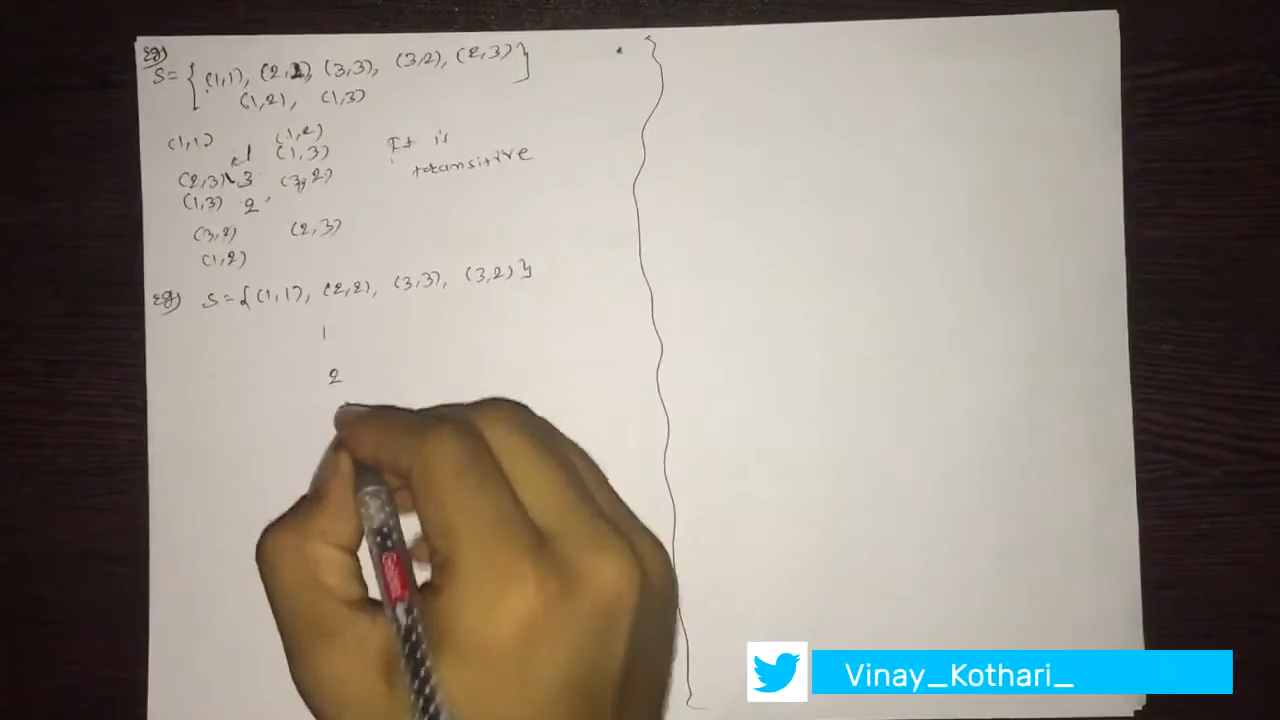 Eg)
S = { (1,1), (2,2), (3,3), (3,2), (2,3) }
(1,2), (1,3)
(1,1) (1,2)
(1,3) It is
(2,3) 3 (3,2) transitive
(1,3) 2
(3,2) (2,3)
(1,2)
Eg) S = { (1,1), (2,2), (3,3), (3,2) }
1
2
Vinay_Kothari_